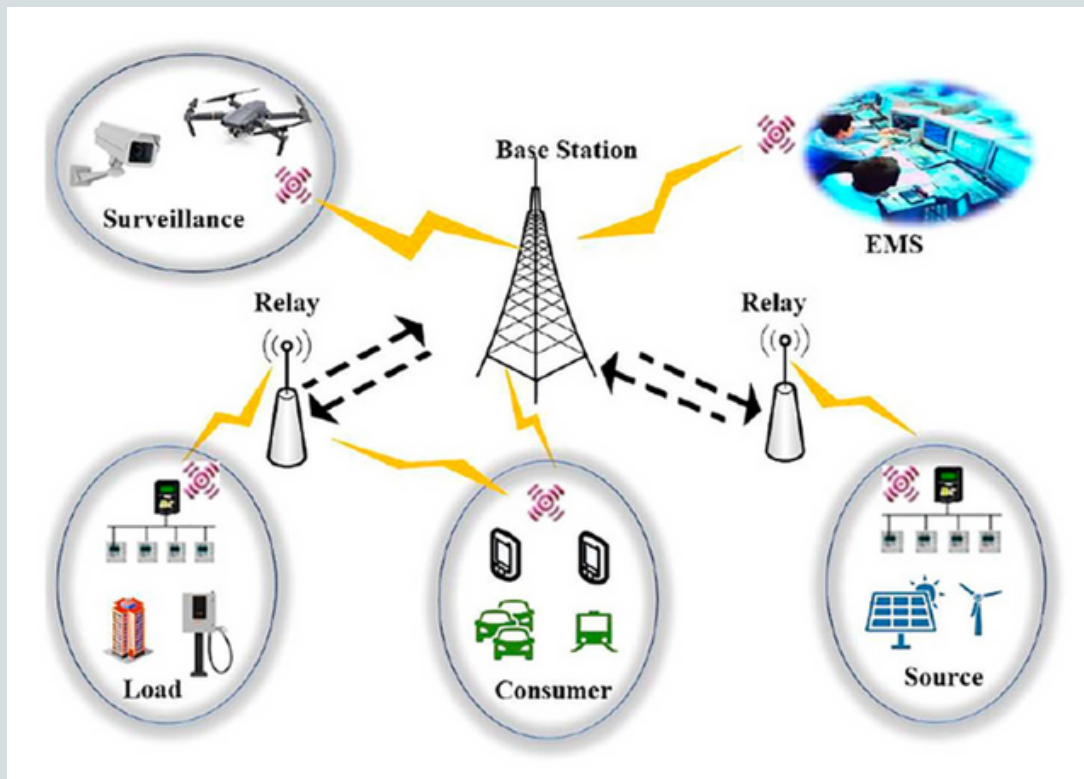 Base Station
Surveillance
EMS
Relay
Relay
Load
Consumer
Source